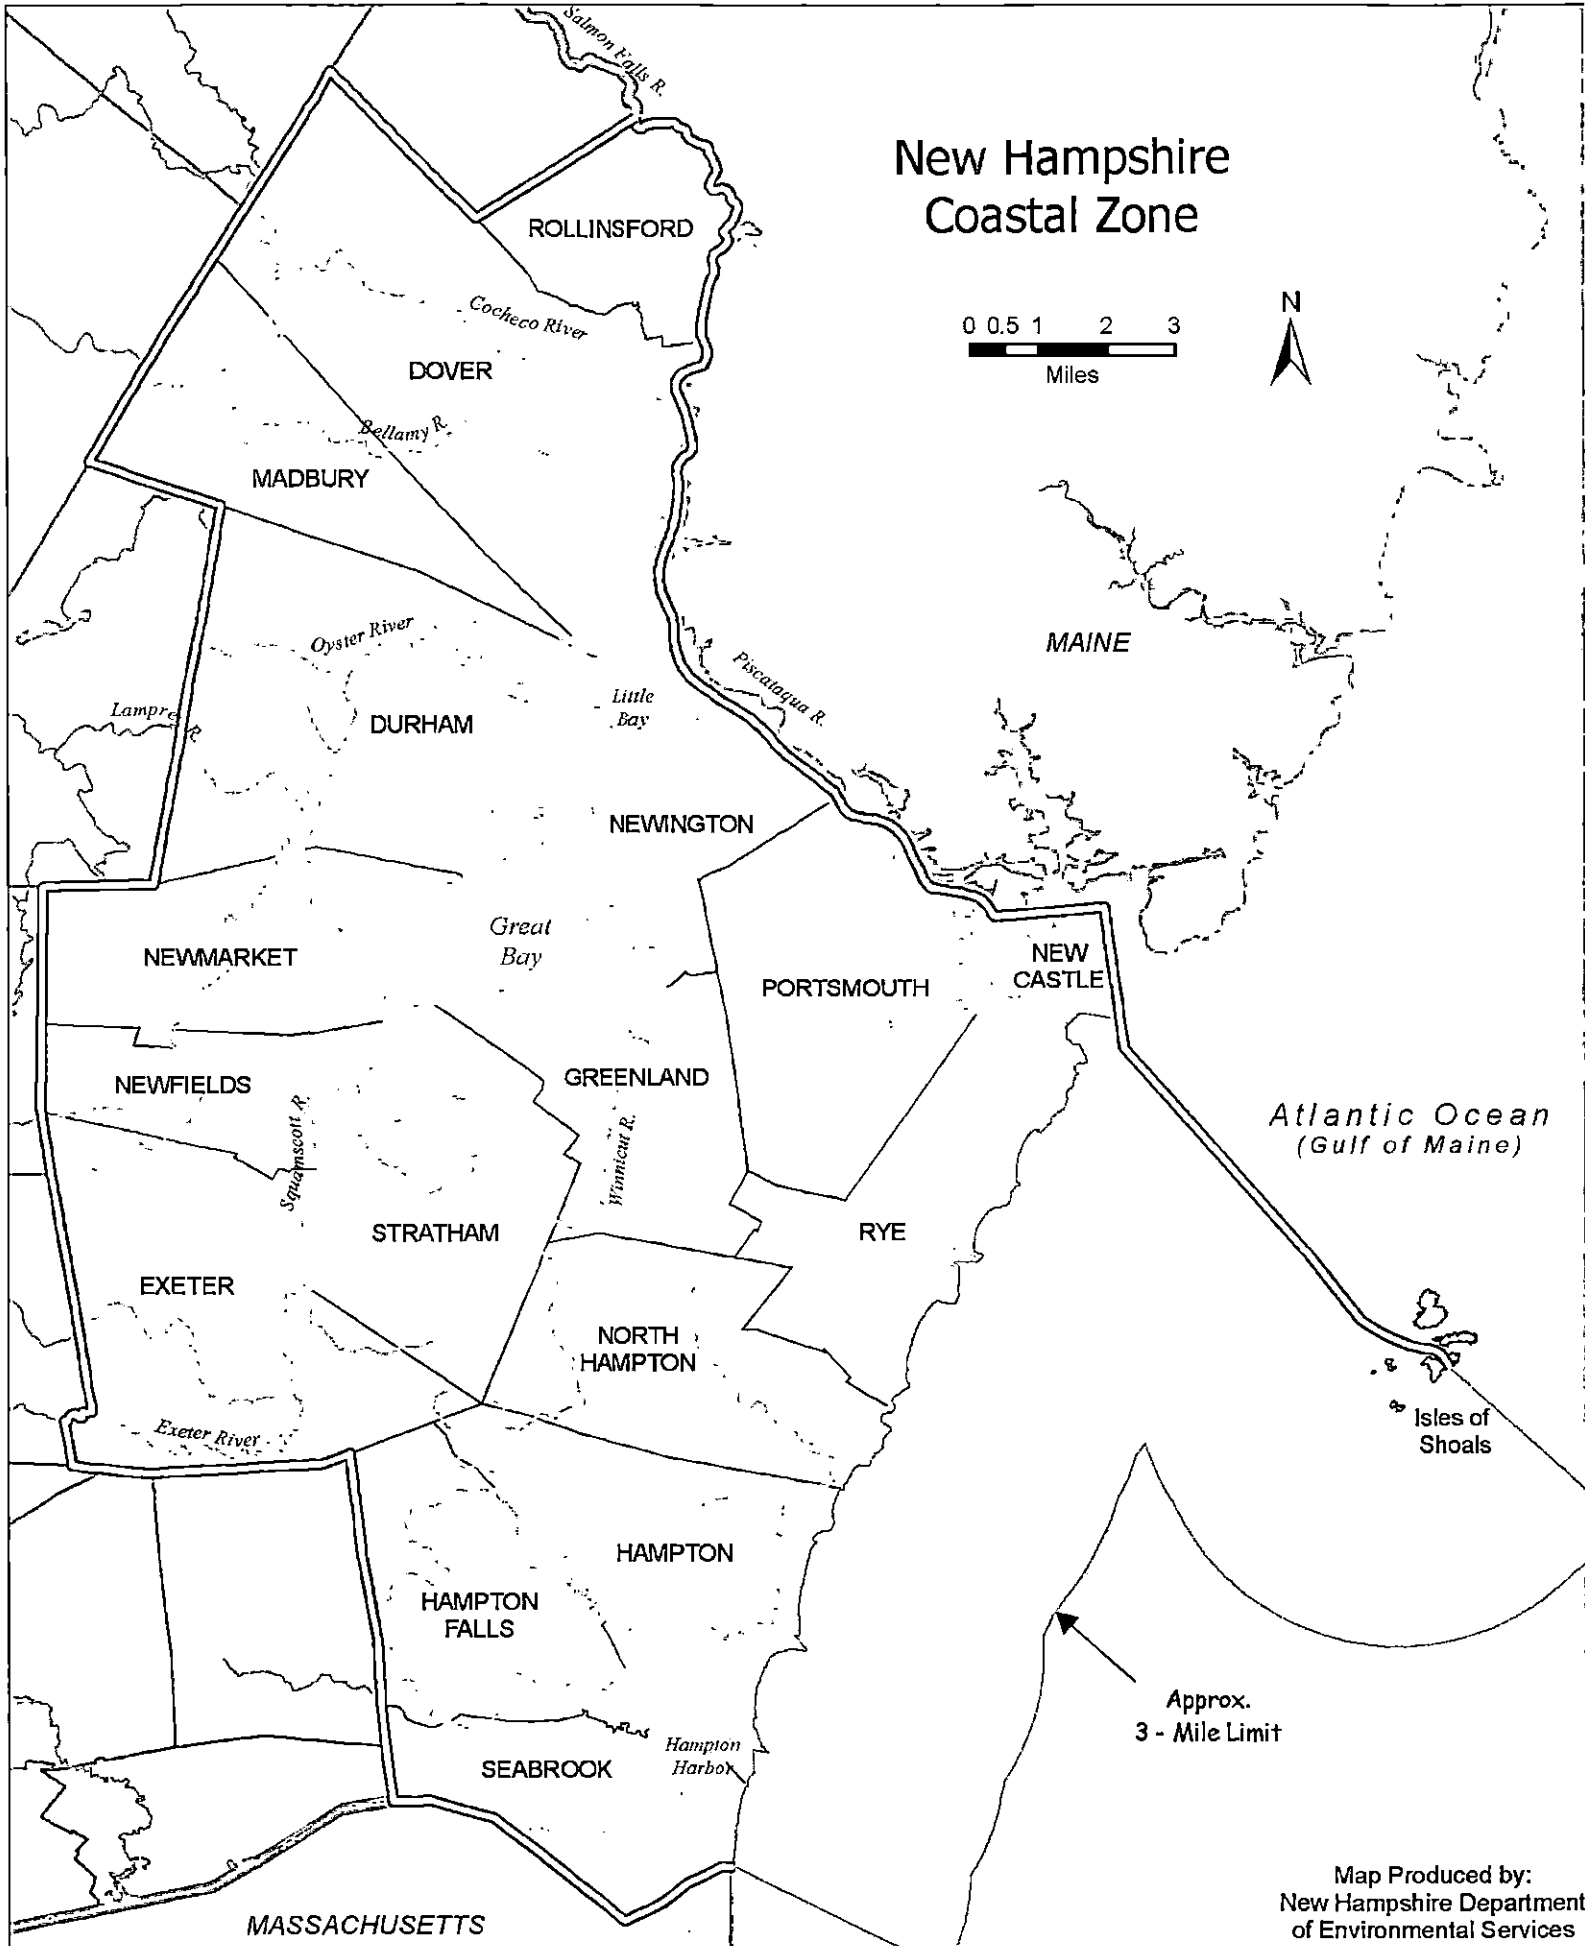 Salmon Falls R.
New Hampshire
Coastal Zone
ROLLINSFORD
N
0 0.5 1 2 3
Miles
Cocheco River
DOVER
Bellamy R.
MADBURY
Oyster River
MAINE
Piscataqua R.
Little
Bay
Lamprey R.
DURHAM
NEWINGTON
Great
Bay
NEWMARKET
NEW
CASTLE
PORTSMOUTH
NEWFIELDS
GREENLAND
Squamscott R.
Winnicut R.
Atlantic Ocean
(Gulf of Maine)
STRATHAM
RYE
EXETER
NORTH
HAMPTON
Isles of
Shoals
Exeter River
HAMPTON
HAMPTON
FALLS
Approx.
3 - Mile Limit
Hampton
Harbor
SEABROOK
Map Produced by:
New Hampshire Department
of Environmental Services
MASSACHUSETTS